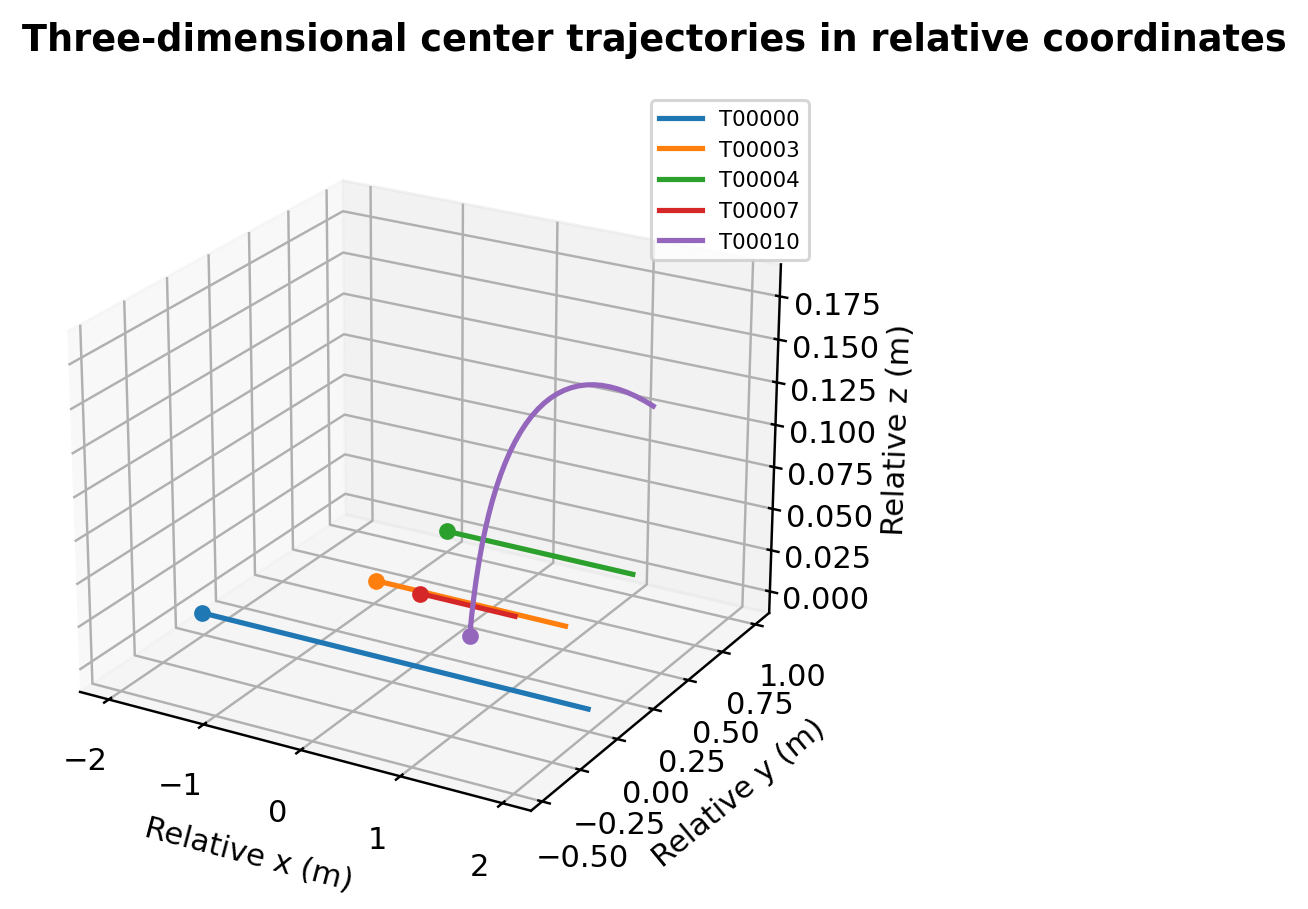 Three-dimensional center trajectories in relative coordinates
T00000
T00003
T00004
T00007
T00010
0.175
0.150
0.125
0.100
0.075
0.050
0.025
0.000
Relative z (m)
1.00
0.75
0.50
0.25
0.00
−0.25
−0.50
Relative y (m)
−2
−1
0
1
2
Relative x (m)